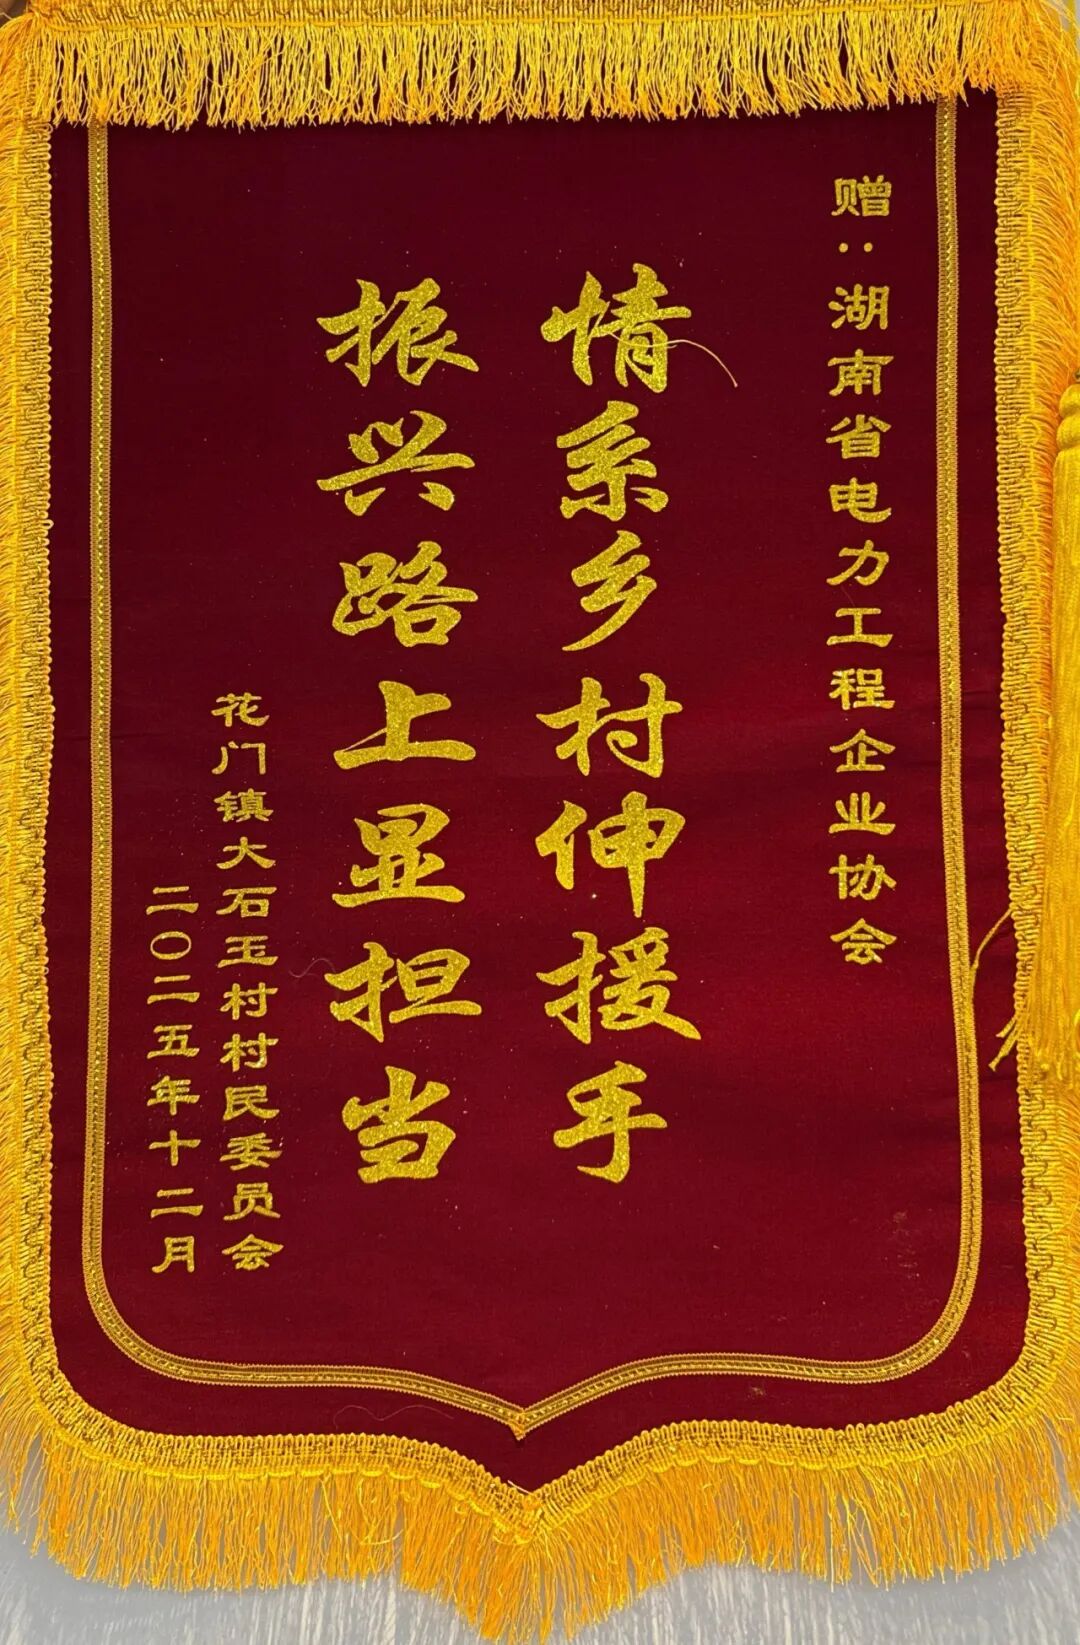 赠：湖南省电力工程企业协会
情系乡村伸援手
振兴路上显担当
花门镇大石玉村村民委员会
二〇二五年十二月